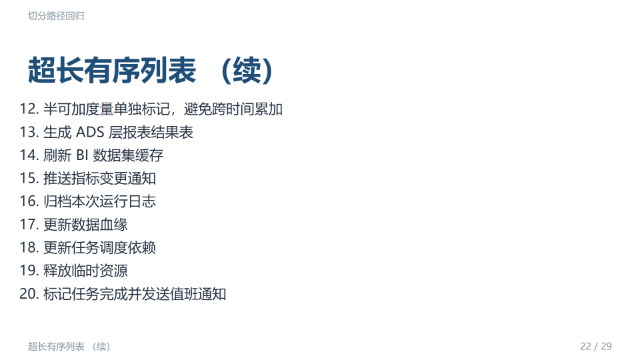 切分路径回归
超长有序列表 （续）
12. 半可加度量单独标记，避免跨时间累加
13. 生成 ADS 层报表结果表
14. 刷新 BI 数据集缓存
15. 推送指标变更通知
16. 归档本次运行日志
17. 更新数据血缘
18. 更新任务调度依赖
19. 释放临时资源
20. 标记任务完成并发送值班通知
超长有序列表 （续）
22 / 29